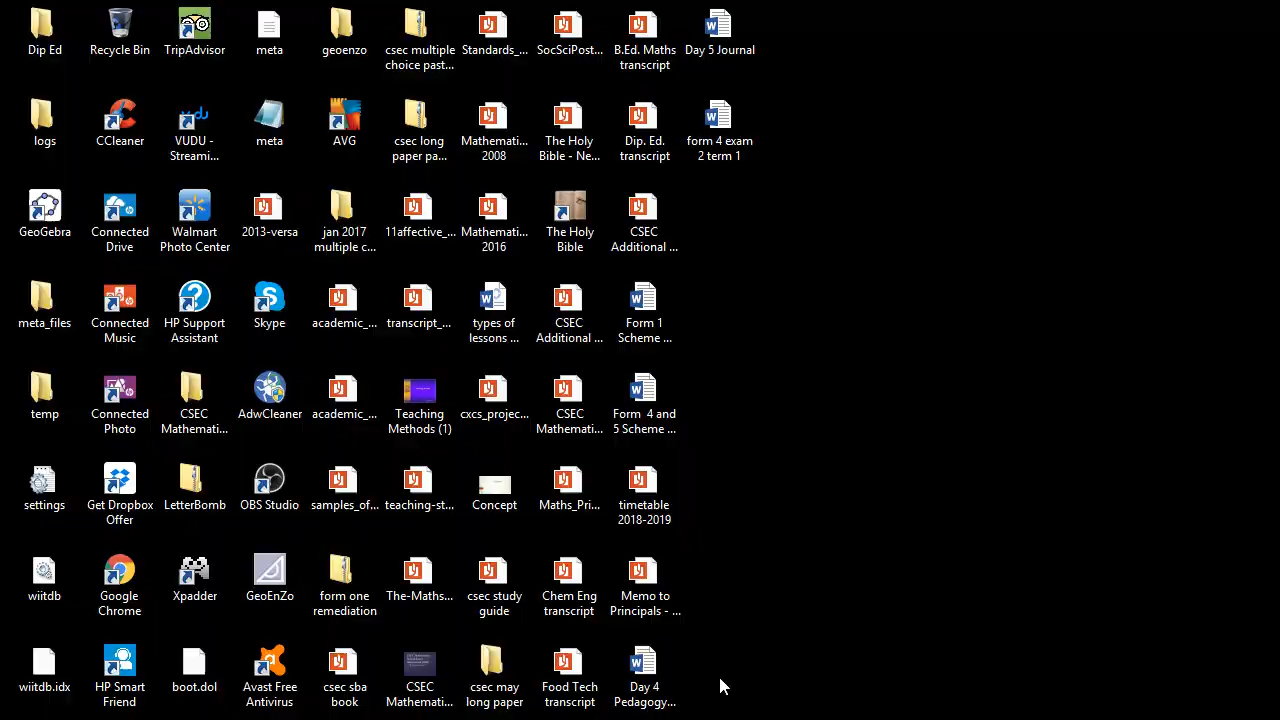 Dip Ed
Recycle Bin
TripAdvisor
meta
geoenzo
csec multiple
choice past...
Standards_...
SocSciPost...
B.Ed. Maths
transcript
Day 5 Journal
logs
CCleaner
VUDU -
Streami...
meta
AVG
csec long
paper pa...
Mathemati...
2008
The Holy
Bible - Ne...
Dip. Ed.
transcript
form 4 exam
2 term 1
GeoGebra
Connected
Drive
Walmart
Photo Center
2013-versa
jan 2017
multiple c...
11affective_...
Mathemati...
2016
The Holy
Bible
CSEC
Additional ...
meta_files
Connected
Music
HP Support
Assistant
Skype
academic_...
transcript_...
types of
lessons ...
CSEC
Additional ...
Form 1
Scheme ...
temp
Connected
Photo
CSEC
Mathemati...
AdwCleaner
academic_...
Teaching
Methods (1)
cxcs_projec...
CSEC
Mathemati...
Form  4 and
5 Scheme ...
settings
Get Dropbox
Offer
LetterBomb
OBS Studio
samples_of...
teaching-st...
Concept
Maths_Pri...
timetable
2018-2019
wiitdb
Google
Chrome
Xpadder
GeoEnZo
form one
remediation
The-Maths...
csec study
guide
Chem Eng
transcript
Memo to
Principals - ...
wiitdb.idx
HP Smart
Friend
boot.dol
Avast Free
Antivirus
csec sba
book
CSEC
Mathemati...
csec may
long paper
Food Tech
transcript
Day 4
Pedagogy...